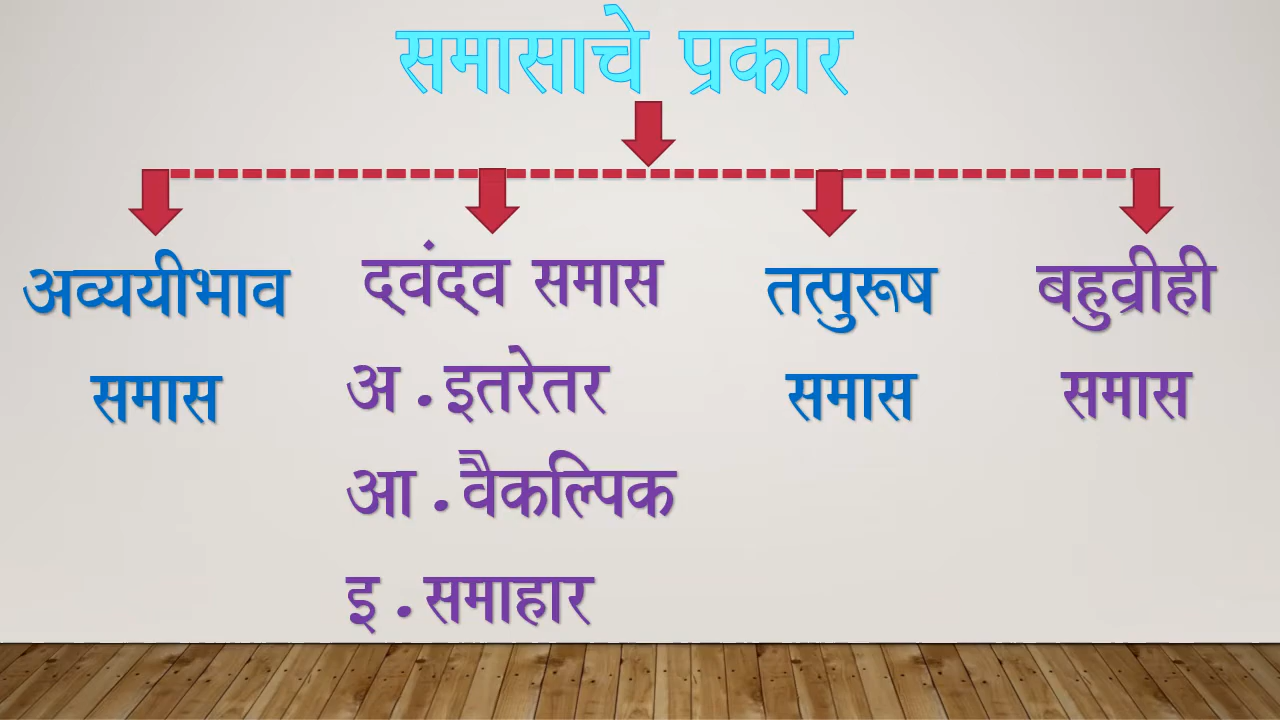 समासाचे प्रकार
अव्ययीभाव
समास
द्वंद्व समास
अ . इतरेतर
आ . वैकल्पिक
इ . समाहार
तत्पुरूष
समास
बहुव्रीही
समास